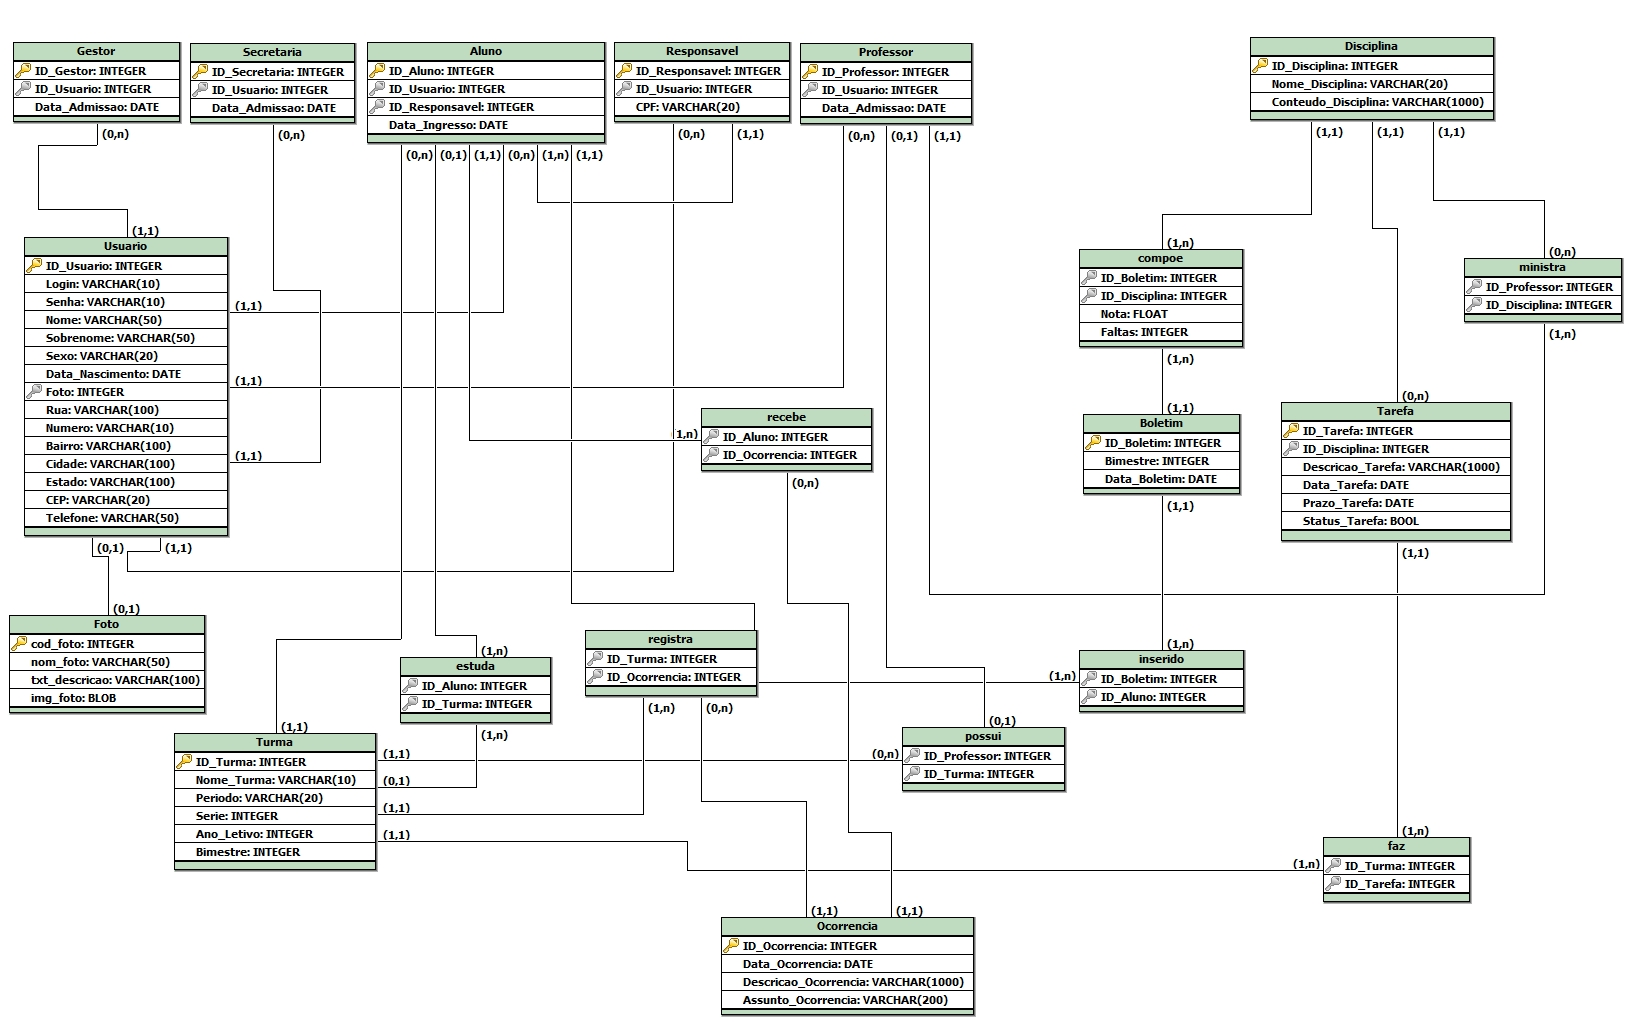 Gestor
ID_Gestor: INTEGER
ID_Usuario: INTEGER
Data_Admissao: DATE
(0,n)
Secretaria
ID_Secretaria: INTEGER
ID_Usuario: INTEGER
Data_Admissao: DATE
(0,n)
Aluno
ID_Aluno: INTEGER
ID_Usuario: INTEGER
ID_Responsavel: INTEGER
Data_Ingresso: DATE
(0,n) (0,1) (1,1) (0,n) (1,n) (1,1)
Responsavel
ID_Responsavel: INTEGER
ID_Usuario: INTEGER
CPF: VARCHAR(20)
(0,n) (1,1)
Professor
ID_Professor: INTEGER
ID_Usuario: INTEGER
Data_Admissao: DATE
(0,n) (0,1) (1,1)
Disciplina
ID_Disciplina: INTEGER
Nome_Disciplina: VARCHAR(20)
Conteudo_Disciplina: VARCHAR(1000)
(1,1) (1,1) (1,1)
(1,1)
Usuario
ID_Usuario: INTEGER
Login: VARCHAR(10)
Senha: VARCHAR(10)
Nome: VARCHAR(50)
Sobrenome: VARCHAR(50)
Sexo: VARCHAR(20)
Data_Nascimento: DATE
Foto: INTEGER
Rua: VARCHAR(100)
Numero: VARCHAR(10)
Bairro: VARCHAR(100)
Cidade: VARCHAR(100)
Estado: VARCHAR(100)
CEP: VARCHAR(20)
Telefone: VARCHAR(50)
(1,1)
(1,1)
(1,1)
(0,1) (1,1)
(1,n)
compoe
ID_Boletim: INTEGER
ID_Disciplina: INTEGER
Nota: FLOAT
Faltas: INTEGER
(1,n)
(0,n)
ministra
ID_Professor: INTEGER
ID_Disciplina: INTEGER
(1,n)
(1,n)
recebe
ID_Aluno: INTEGER
ID_Ocorrencia: INTEGER
(0,n)
(1,1)
Boletim
ID_Boletim: INTEGER
Bimestre: INTEGER
Data_Boletim: DATE
(1,1)
(0,n)
Tarefa
ID_Tarefa: INTEGER
ID_Disciplina: INTEGER
Descricao_Tarefa: VARCHAR(1000)
Data_Tarefa: DATE
Prazo_Tarefa: DATE
Status_Tarefa: BOOL
(1,1)
(0,1)
Foto
cod_foto: INTEGER
nom_foto: VARCHAR(50)
txt_descricao: VARCHAR(100)
img_foto: BLOB
(1,n)
estuda
ID_Aluno: INTEGER
ID_Turma: INTEGER
(1,n)
registra
ID_Turma: INTEGER
ID_Ocorrencia: INTEGER
(1,n) (0,n)
(1,n)
(1,n)
inserido
ID_Boletim: INTEGER
ID_Aluno: INTEGER
(1,1)
Turma
ID_Turma: INTEGER
Nome_Turma: VARCHAR(10)
Periodo: VARCHAR(20)
Serie: INTEGER
Ano_Letivo: INTEGER
Bimestre: INTEGER
(1,1)
(0,1)
(1,1)
(1,1)
(0,1)
(0,n)
possui
ID_Professor: INTEGER
ID_Turma: INTEGER
(1,n)
(1,n)
faz
ID_Turma: INTEGER
ID_Tarefa: INTEGER
(1,1) (1,1)
Ocorrencia
ID_Ocorrencia: INTEGER
Data_Ocorrencia: DATE
Descricao_Ocorrencia: VARCHAR(1000)
Assunto_Ocorrencia: VARCHAR(200)